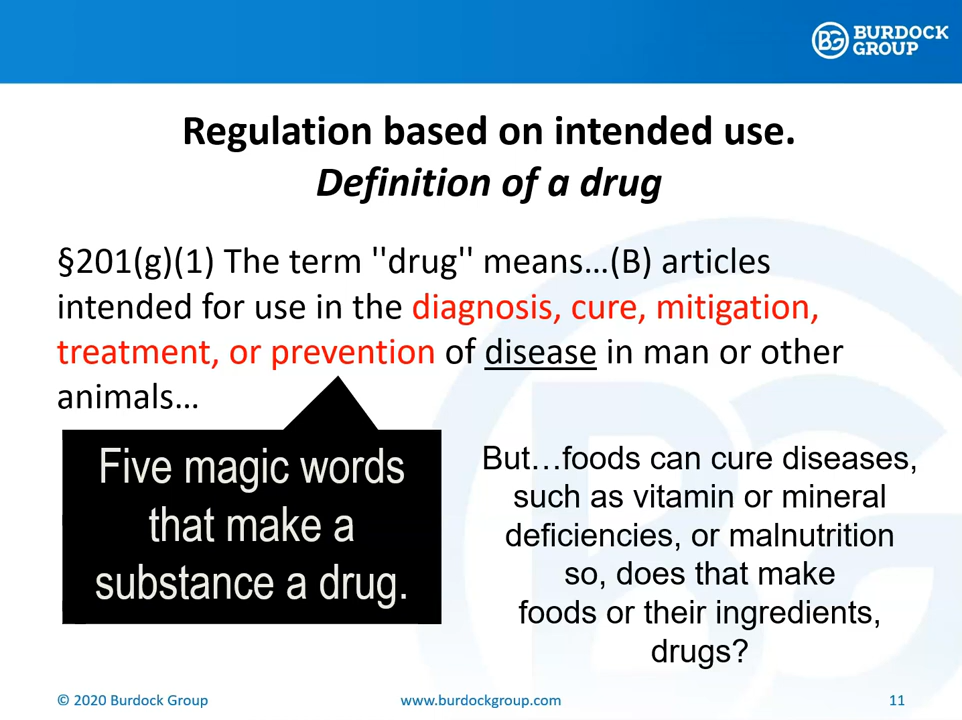 BURDOCK
GROUP
Regulation based on intended use.
Definition of a drug
§201(g)(1) The term "drug" means…(B) articles
intended for use in the diagnosis, cure, mitigation,
treatment, or prevention of disease in man or other
animals…
Five magic words
that make a
substance a drug.
But…foods can cure diseases,
such as vitamin or mineral
deficiencies, or malnutrition
so, does that make
foods or their ingredients,
drugs?
© 2020 Burdock Group
www.burdockgroup.com
11